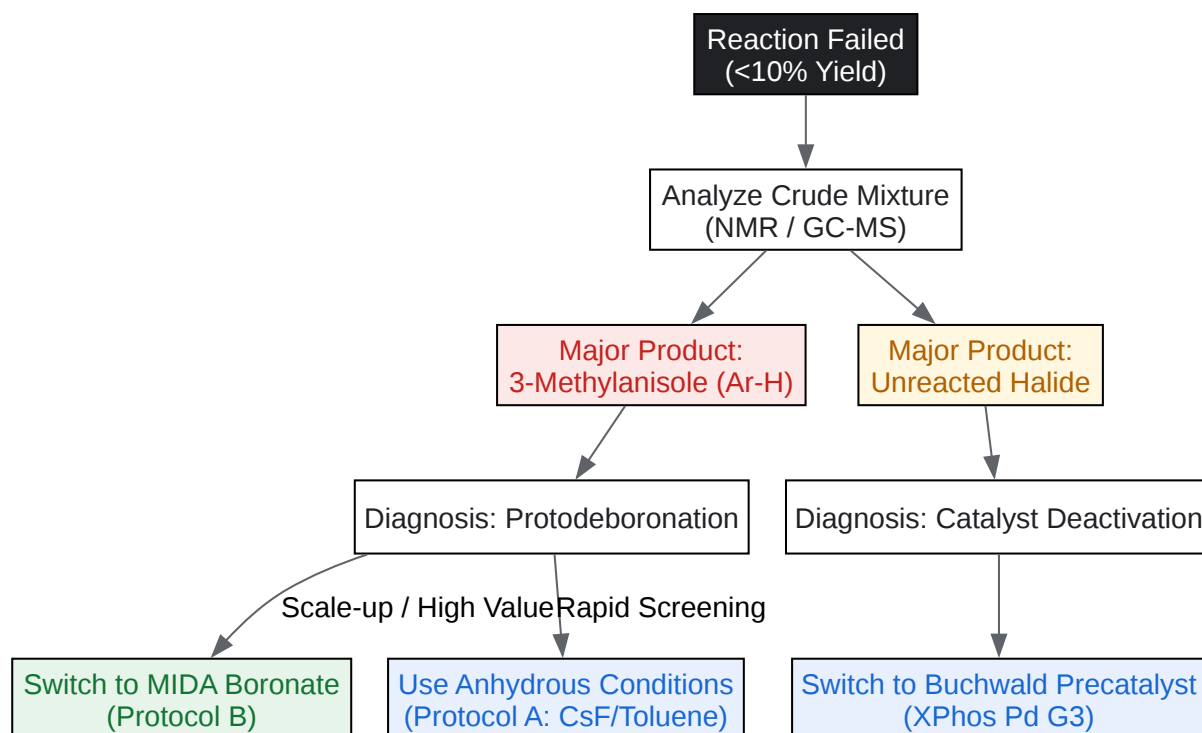 Reaction Failed
(<10% Yield)
Analyze Crude Mixture
(NMR / GC-MS)
Major Product:
3-Methylanisole (Ar-H)
Major Product:
Unreacted Halide
Diagnosis: Protodeboronation
Diagnosis: Catalyst Deactivation
Scale-up / High Value
Rapid Screening
Switch to MIDA Boronate
(Protocol B)
Use Anhydrous Conditions
(Protocol A: CsF/Toluene)
Switch to Buchwald Precatalyst
(XPhos Pd G3)